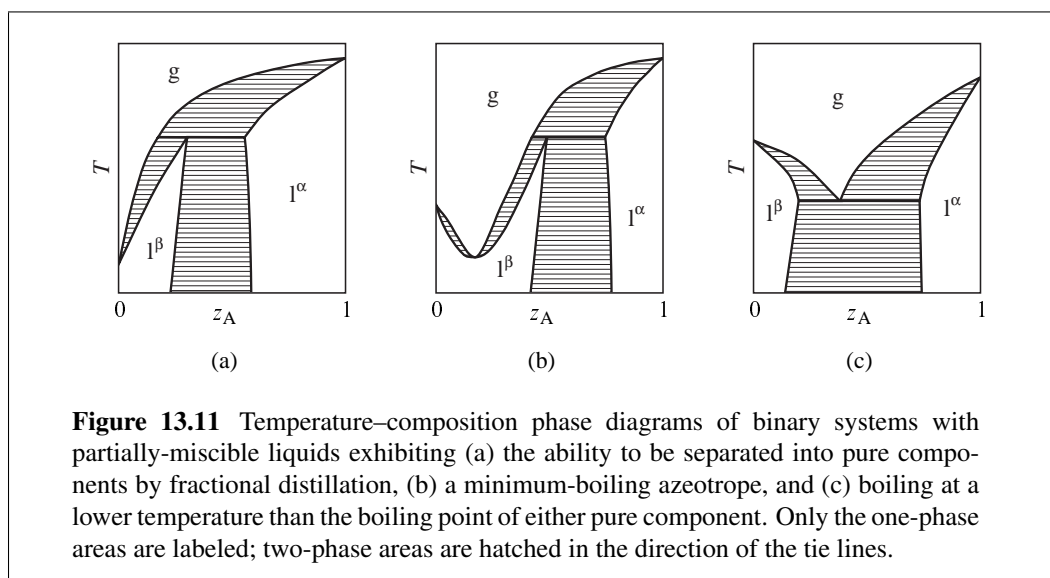 g
l^α
l^β
T
0
z_A
1
(a)
g
l^α
l^β
T
0
z_A
1
(b)
g
l^β
l^α
T
0
z_A
1
(c)
Figure 13.11 Temperature–composition phase diagrams of binary systems with
partially-miscible liquids exhibiting (a) the ability to be separated into pure compo-
nents by fractional distillation, (b) a minimum-boiling azeotrope, and (c) boiling at a
lower temperature than the boiling point of either pure component. Only the one-phase
areas are labeled; two-phase areas are hatched in the direction of the tie lines.